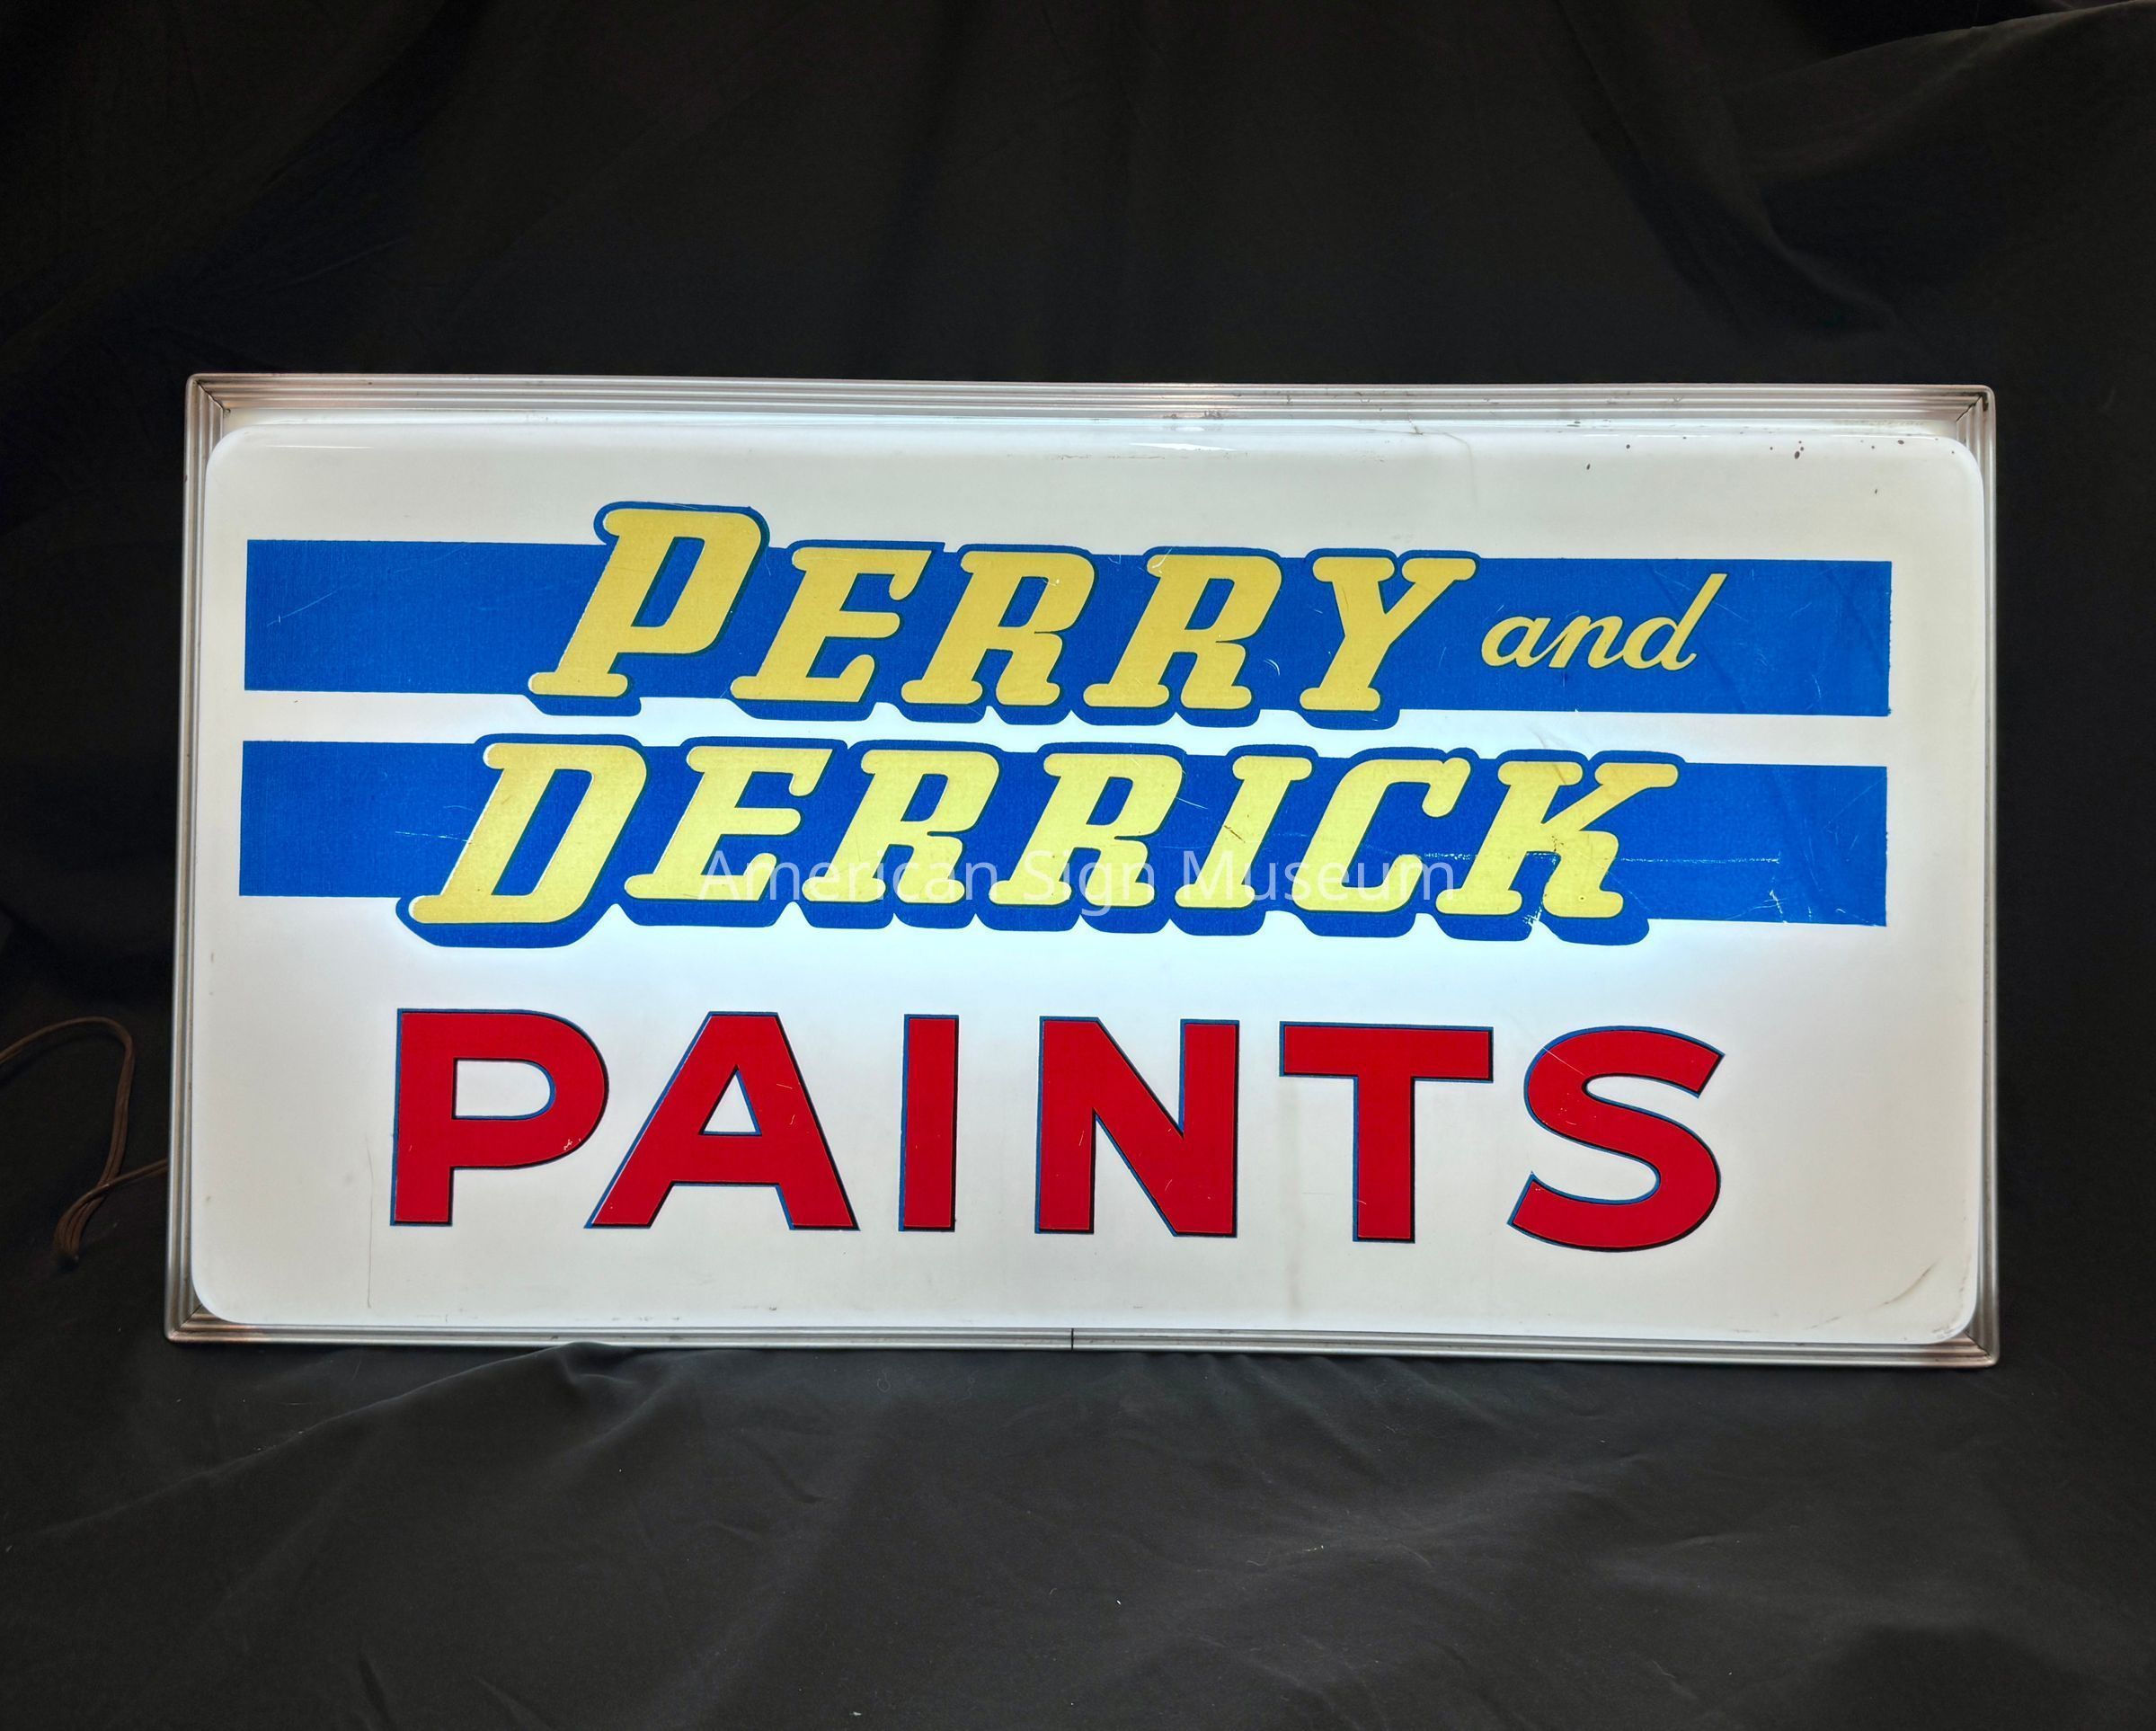 PERRY and
DERRICK
American Sign Museum
PAINTS